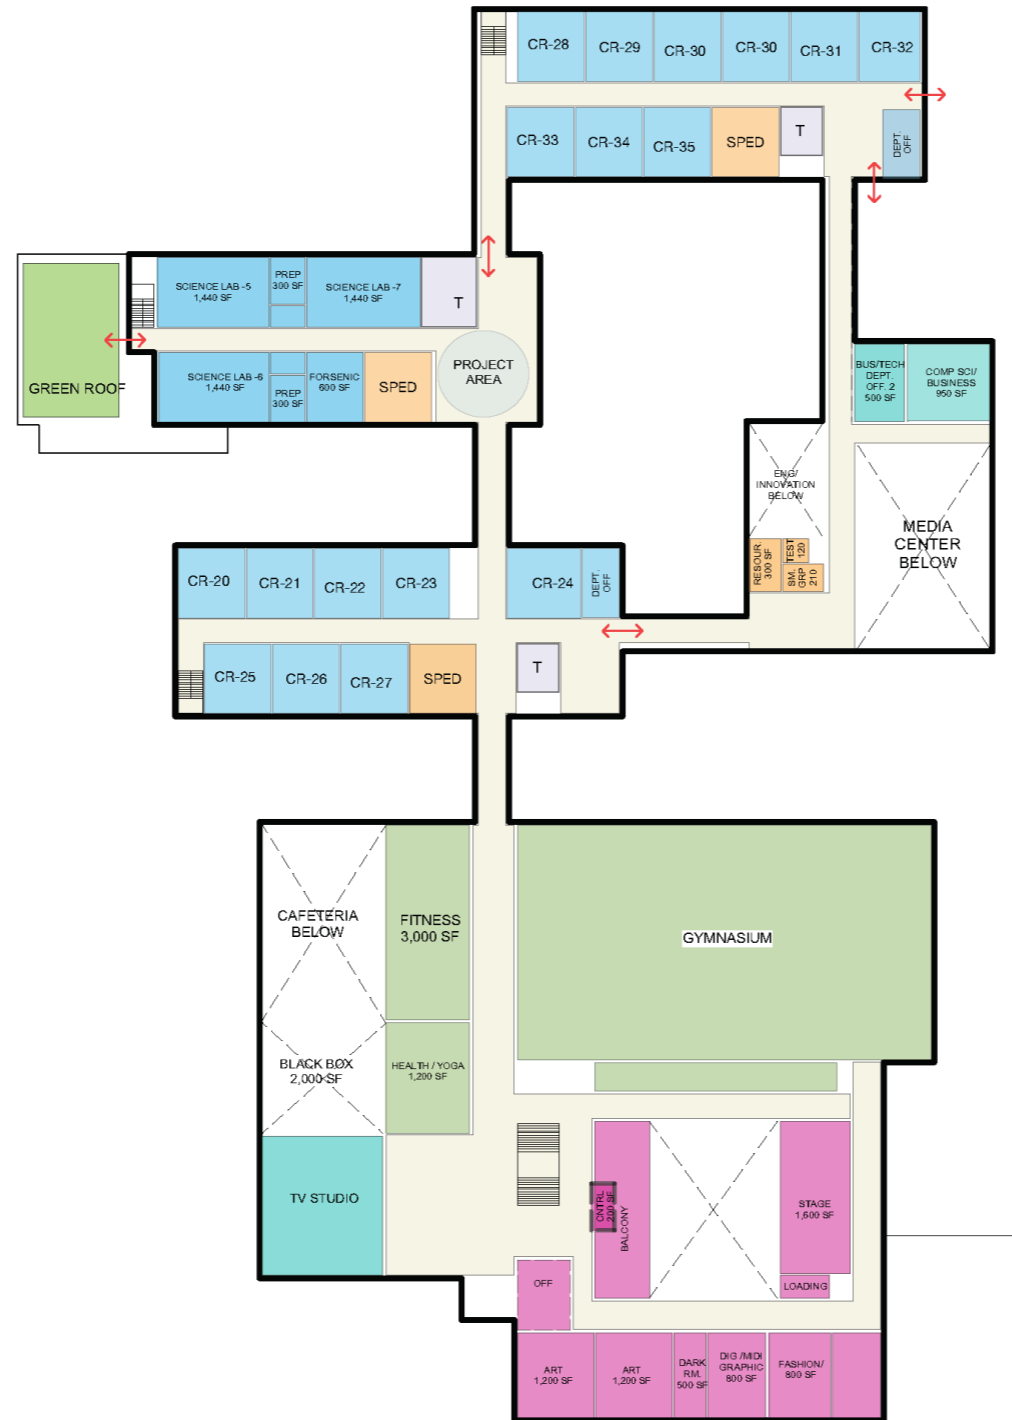 CR-28
CR-29
CR-30
CR-30
CR-31
CR-32
CR-33
CR-34
CR-35
SPED
T
DEPT.
OFF
SCIENCE LAB -5
1,440 SF
PREP
300 SF
SCIENCE LAB -7
1,440 SF
T
GREEN ROOF
SCIENCE LAB -6
1,440 SF
PREP
300 SF
FORSENIC
600 SF
SPED
PROJECT
AREA
BUS/TECH
DEPT.
OFF. 2
500 SF
COMP SCI/
BUSINESS
950 SF
ENG/
INNOVATION
BELOW
MEDIA
CENTER
BELOW
RESOUR.
300 SF
TEST
120
SM.
GRP
210
CR-20
CR-21
CR-22
CR-23
CR-24
DEPT.
OFF
CR-25
CR-26
CR-27
SPED
T
CAFETERIA
BELOW
FITNESS
3,000 SF
GYMNASIUM
BLACK BOX
2,000 SF
HEALTH / YOGA
1,200 SF
TV STUDIO
CNTRL
200 SF
BALCONY
STAGE
1,600 SF
LOADING
OFF
ART
1,200 SF
ART
1,200 SF
DARK
RM.
500 SF
DIG /MIDI
GRAPHIC
800 SF
FASHION/
800 SF